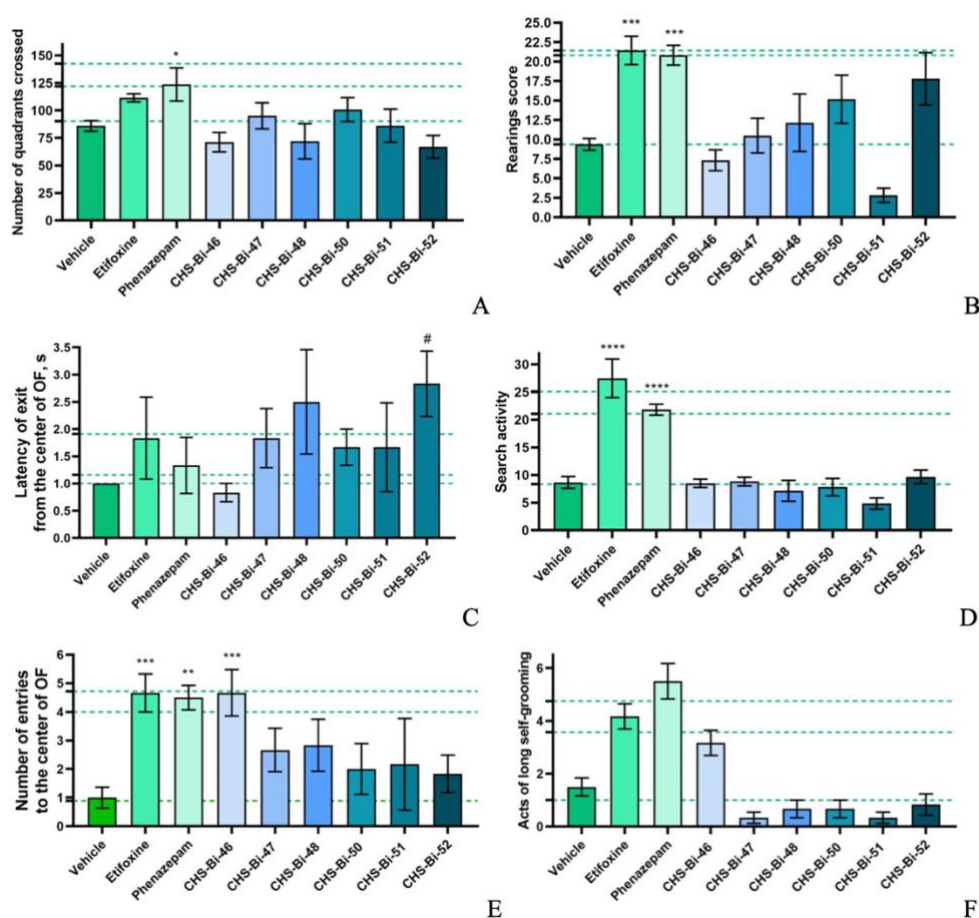 Number of quadrants crossed
150
125
100
75
50
25
0
*
Vehicle
Etifoxine
Phenazepam
CHS-Bi-46
CHS-Bi-47
CHS-Bi-48
CHS-Bi-50
CHS-Bi-51
CHS-Bi-52
A
Rearings score
25.0
22.5
20.0
17.5
15.0
12.5
10.0
7.5
5.0
2.5
0.0
***
***
Vehicle
Etifoxine
Phenazepam
CHS-Bi-46
CHS-Bi-47
CHS-Bi-48
CHS-Bi-50
CHS-Bi-51
CHS-Bi-52
B
Latency of exit
from the center of OF, s
3.5
3.0
2.5
2.0
1.5
1.0
0.5
0.0
#
Vehicle
Etifoxine
Phenazepam
CHS-Bi-46
CHS-Bi-47
CHS-Bi-48
CHS-Bi-50
CHS-Bi-51
CHS-Bi-52
C
Search activity
30
25
20
15
10
5
0
****
****
Vehicle
Etifoxine
Phenazepam
CHS-Bi-46
CHS-Bi-47
CHS-Bi-48
CHS-Bi-50
CHS-Bi-51
CHS-Bi-52
D
Number of entries
to the center of OF
6
5
4
3
2
1
0
***
**
***
Vehicle
Etifoxine
Phenazepam
CHS-Bi-46
CHS-Bi-47
CHS-Bi-48
CHS-Bi-50
CHS-Bi-51
CHS-Bi-52
E
Acts of long self-grooming
6
4
2
0
Vehicle
Etifoxine
Phenazepam
CHS-Bi-46
CHS-Bi-47
CHS-Bi-48
CHS-Bi-50
CHS-Bi-51
CHS-Bi-52
F